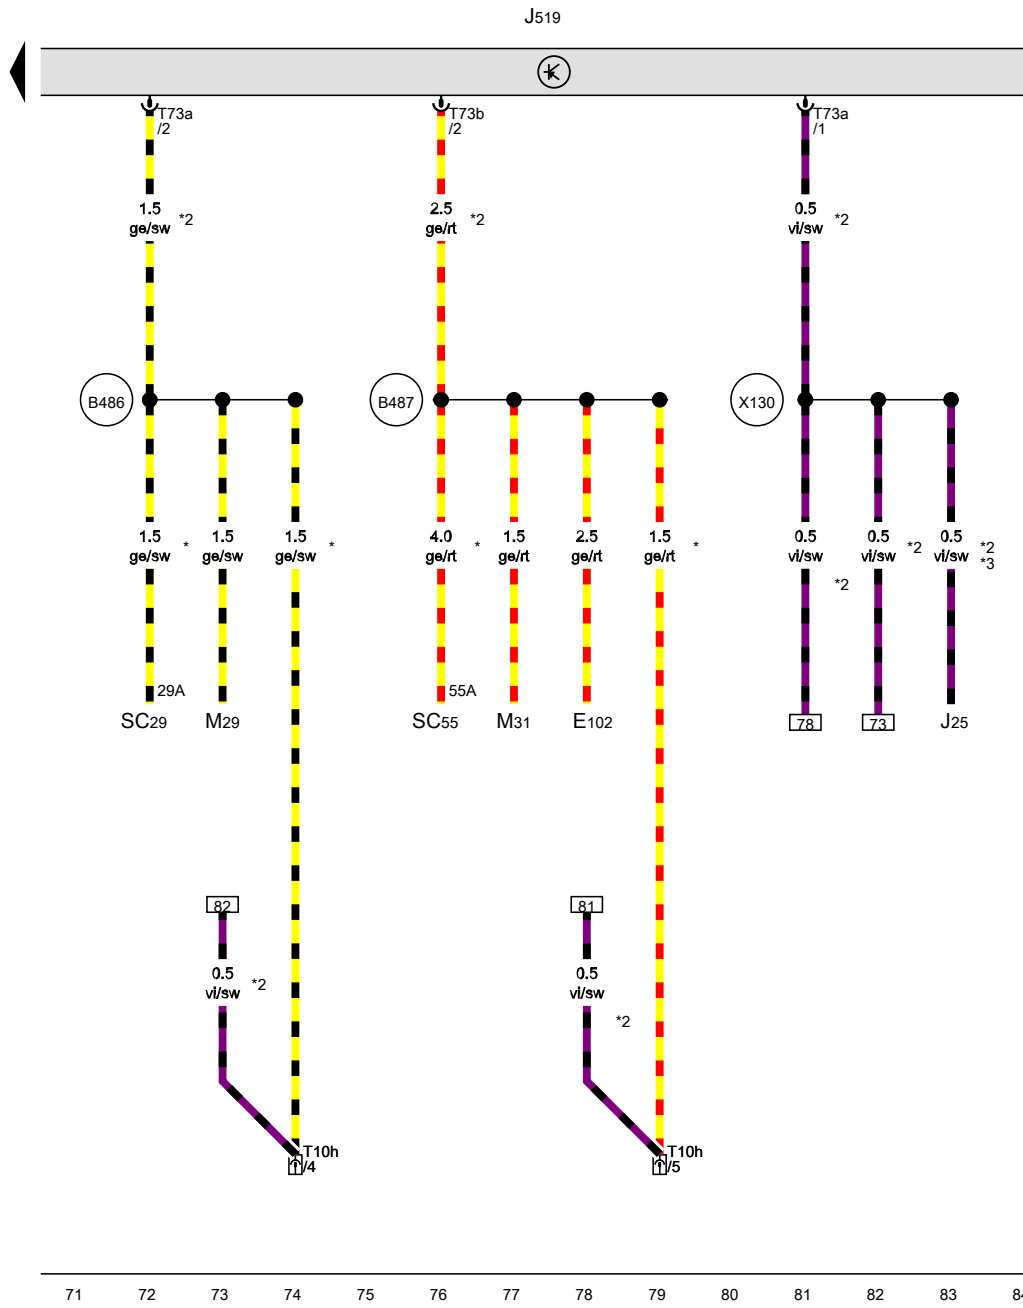 J519
T73a
/2
T73b
/2
T73a
/1
1.5
ge/sw
*2
2.5
ge/rt
*2
0.5
vi/sw
*2
B486
B487
X130
1.5
ge/sw
*
1.5
ge/sw
1.5
ge/sw
*
4.0
ge/rt
*
1.5
ge/rt
2.5
ge/rt
1.5
ge/rt
*
0.5
vi/sw
*2
0.5
vi/sw
*2
0.5
vi/sw
*2
*3
29A
55A
SC29
M29
SC55
M31
E102
78
73
J25
82
81
0.5
vi/sw
*2
0.5
vi/sw
*2
T10h
/4
T10h
/5
71 72 73 74 75 76 77 78 79 80 81 82 83 84